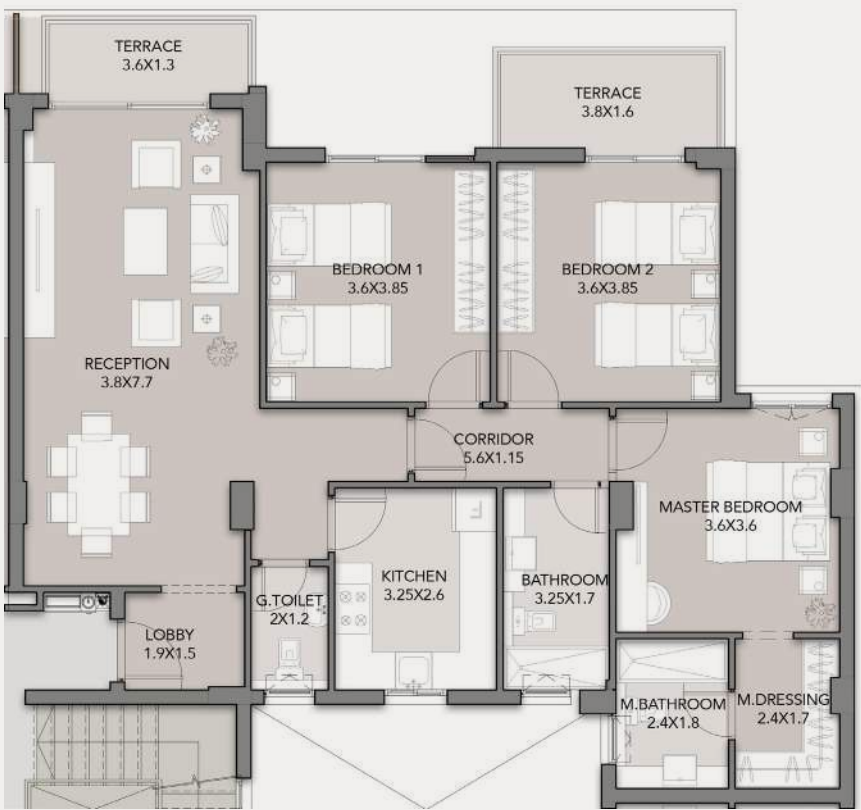 TERRACE
3.6X1.3
TERRACE
3.8X1.6
BEDROOM 1
3.6X3.85
BEDROOM 2
3.6X3.85
RECEPTION
3.8X7.7
CORRIDOR
5.6X1.15
MASTER BEDROOM
3.6X3.6
KITCHEN
3.25X2.6
BATHROOM
3.25X1.7
G.TOILET
2X1.2
LOBBY
1.9X1.5
M.BATHROOM
2.4X1.8
M.DRESSING
2.4X1.7